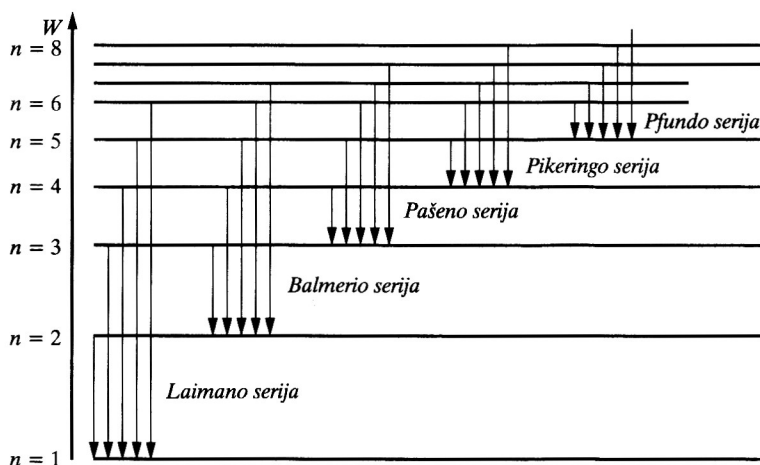 W
n = 8
n = 6
Pfundo serija
n = 5
Pikeringo serija
n = 4
Pašeno serija
n = 3
Balmerio serija
n = 2
Laimano serija
n = 1